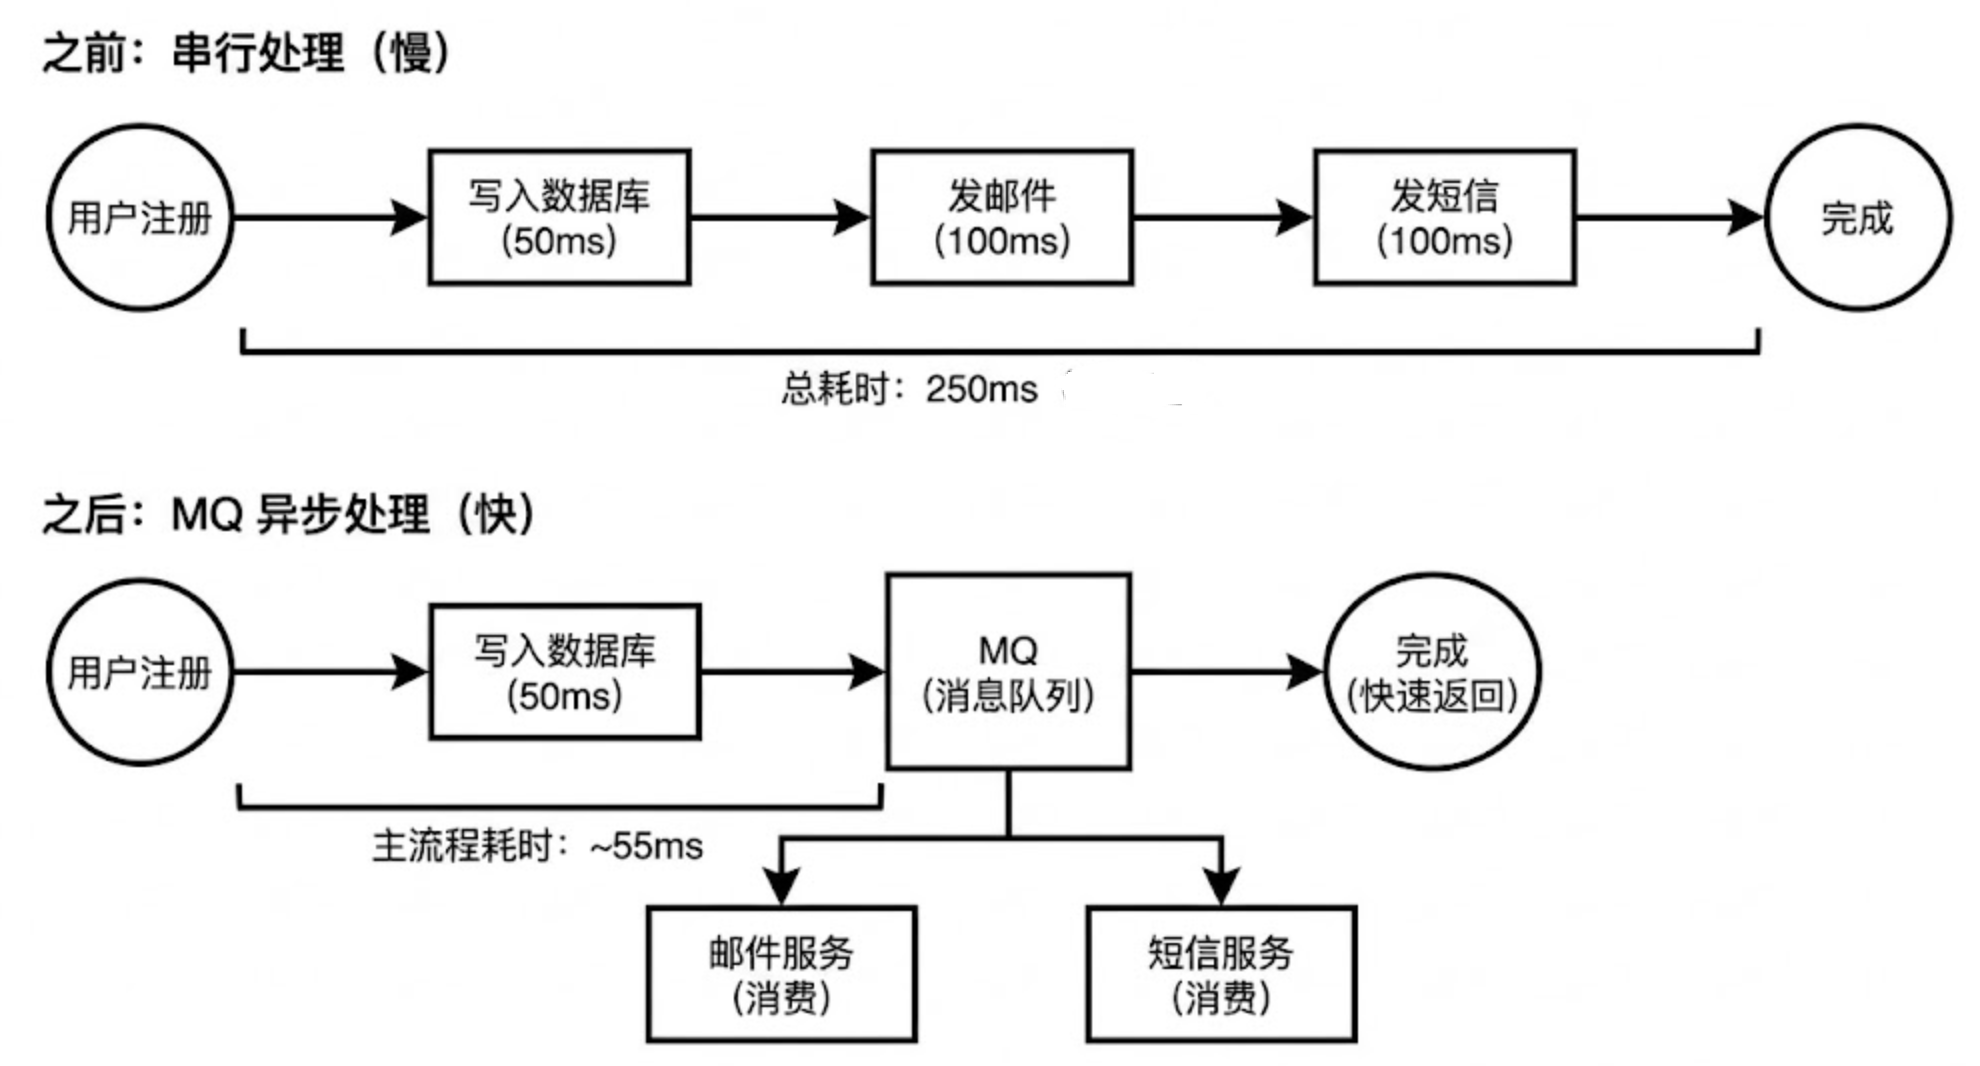 之前：串行处理（慢）
用户注册
写入数据库
(50ms)
发邮件
(100ms)
发短信
(100ms)
完成
总耗时：250ms
之后：MQ 异步处理（快）
用户注册
写入数据库
(50ms)
MQ
(消息队列)
完成
(快速返回)
主流程耗时：~55ms
邮件服务
(消费)
短信服务
(消费)